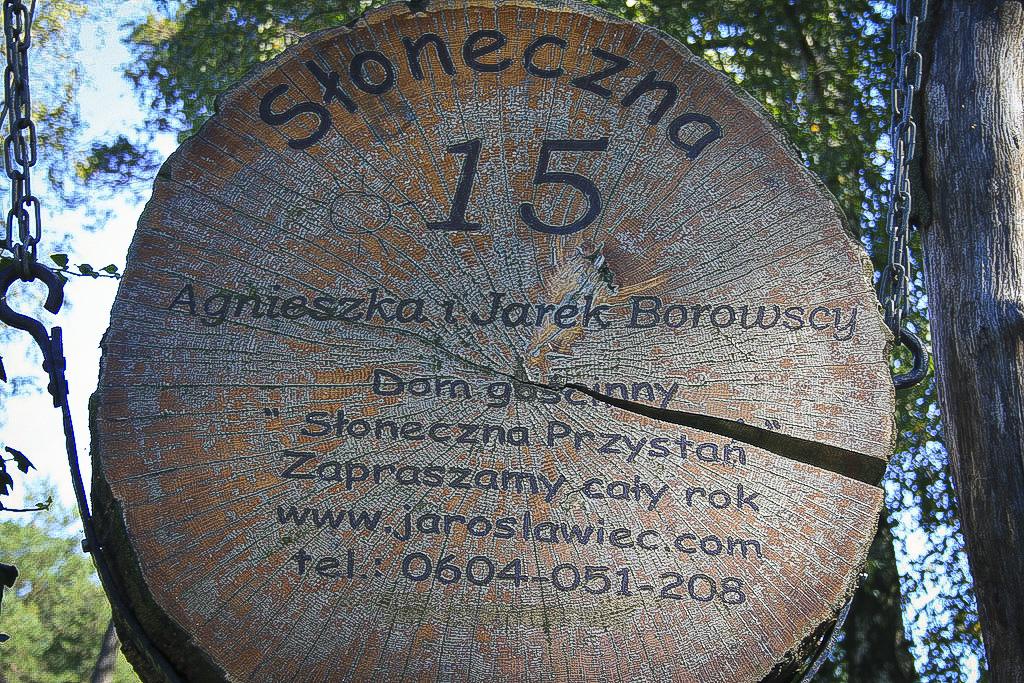 Słoneczna
15
Agnieszka i Jarek Borowscy
Dom gościnny
" Słoneczna Przystań "
Zapraszamy cały rok
www.jaroslawiec.com
tel.: 0604-051-208